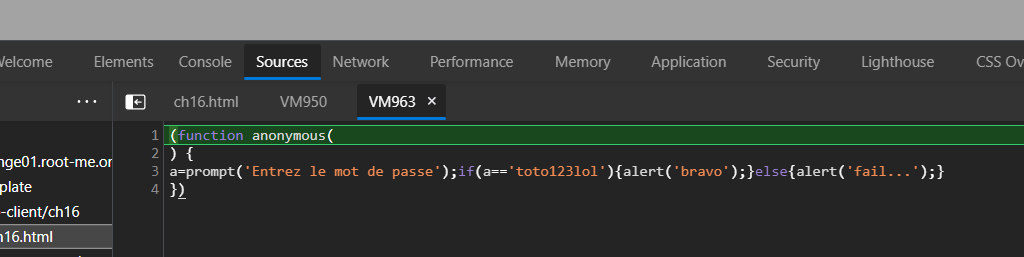 Welcome Elements Console Sources Network Performance Memory Application Security Lighthouse CSS Ov
... ch16.html VM950 VM963 ×
1 (function anonymous(
nge01.root-me.or 2 ) {
plate 3 a=prompt('Entrez le mot de passe');if(a=='toto123lol'){alert('bravo');}else{alert('fail...');}
-client/ch16 4 })
h16.html